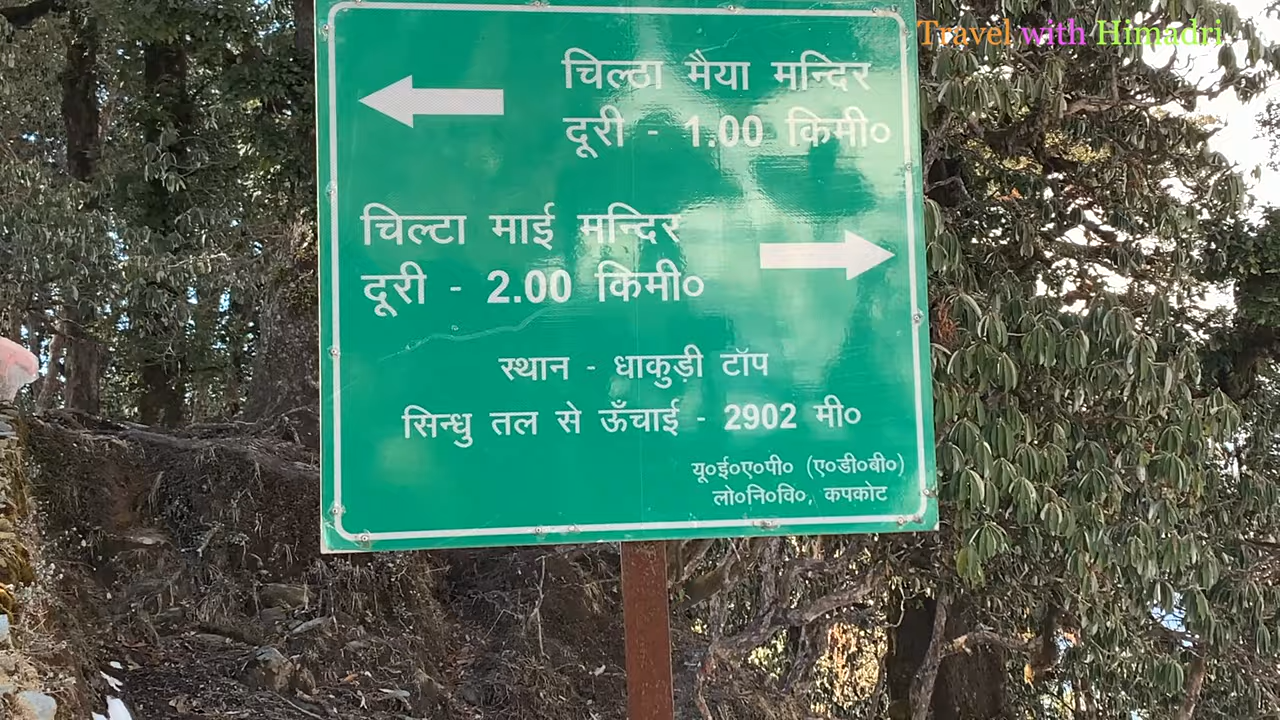 Travel with Himadri
चिल्ठा मैया मन्दिर
दूरी - 1.00 किमी०
चिल्टा माई मन्दिर
दूरी - 2.00 किमी०
स्थान - धाकुड़ी टॉप
सिन्धु तल से ऊँचाई - 2902 मी०
यू०ई०ए०पी० (ए०डी०बी०)
लो०नि०वि०, कपकोट